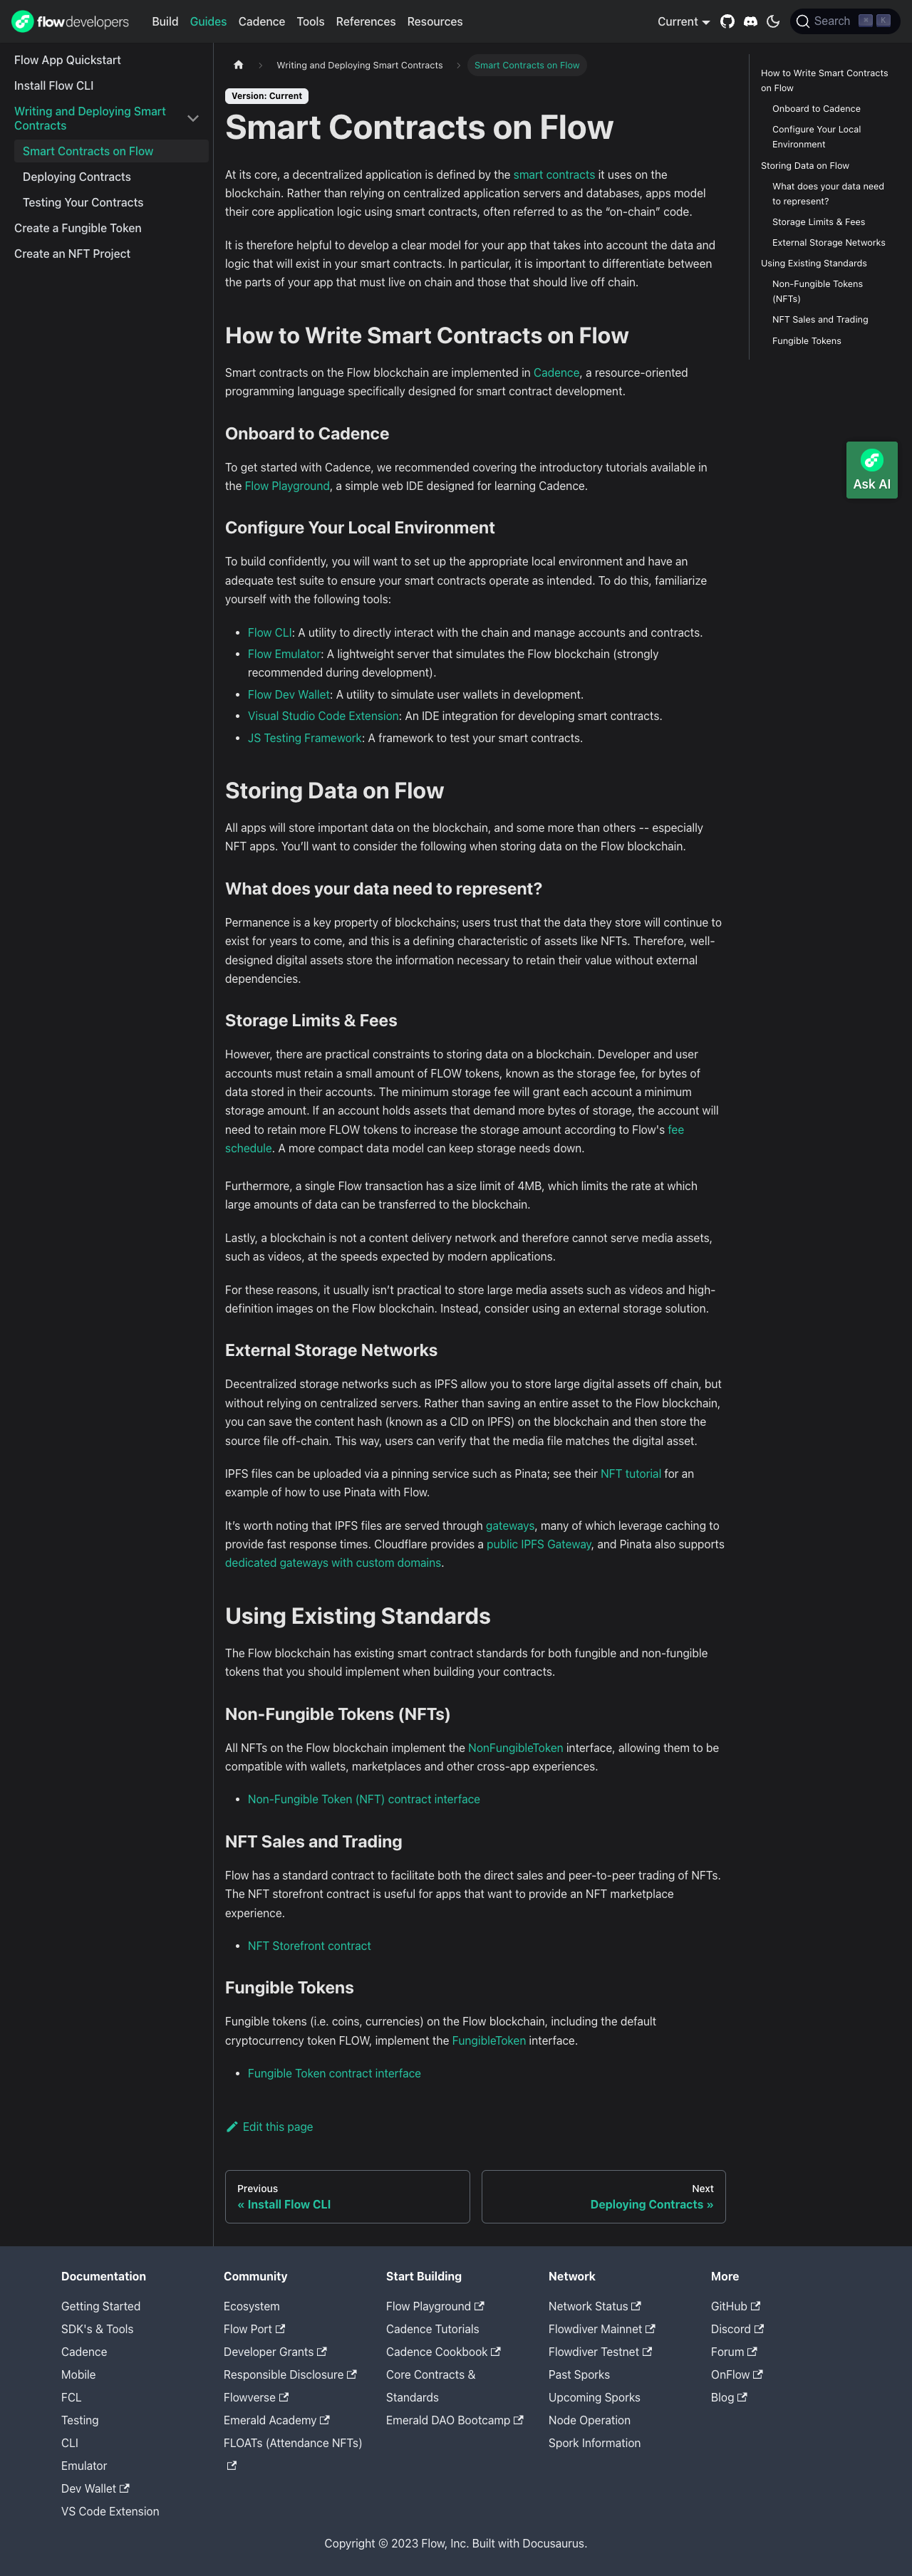 flowdevelopers
Build
Guides
Cadence
Tools
References
Resources
Current
Search
K
Flow App Quickstart
Install Flow CLI
Writing and Deploying Smart
Contracts
Smart Contracts on Flow
Deploying Contracts
Testing Your Contracts
Create a Fungible Token
Create an NFT Project
Writing and Deploying Smart Contracts
Smart Contracts on Flow
Version: Current
Smart Contracts on Flow
At its core, a decentralized application is defined by the smart contracts it uses on the
blockchain. Rather than relying on centralized application servers and databases, apps model
their core application logic using smart contracts, often referred to as the “on-chain” code.
It is therefore helpful to develop a clear model for your app that takes into account the data and
logic that will exist in your smart contracts. In particular, it is important to differentiate between
the parts of your app that must live on chain and those that should live off chain.
How to Write Smart Contracts on Flow
Smart contracts on the Flow blockchain are implemented in Cadence, a resource-oriented
programming language specifically designed for smart contract development.
Onboard to Cadence
To get started with Cadence, we recommended covering the introductory tutorials available in
the Flow Playground, a simple web IDE designed for learning Cadence.
Configure Your Local Environment
To build confidently, you will want to set up the appropriate local environment and have an
adequate test suite to ensure your smart contracts operate as intended. To do this, familiarize
yourself with the following tools:
• Flow CLI: A utility to directly interact with the chain and manage accounts and contracts.
• Flow Emulator: A lightweight server that simulates the Flow blockchain (strongly
recommended during development).
• Flow Dev Wallet: A utility to simulate user wallets in development.
• Visual Studio Code Extension: An IDE integration for developing smart contracts.
• JS Testing Framework: A framework to test your smart contracts.
Storing Data on Flow
All apps will store important data on the blockchain, and some more than others -- especially
NFT apps. You’ll want to consider the following when storing data on the Flow blockchain.
What does your data need to represent?
Permanence is a key property of blockchains; users trust that the data they store will continue to
exist for years to come, and this is a defining characteristic of assets like NFTs. Therefore, well-
designed digital assets store the information necessary to retain their value without external
dependencies.
Storage Limits & Fees
However, there are practical constraints to storing data on a blockchain. Developer and user
accounts must retain a small amount of FLOW tokens, known as the storage fee, for bytes of
data stored in their accounts. The minimum storage fee will grant each account a minimum
storage amount. If an account holds assets that demand more bytes of storage, the account will
need to retain more FLOW tokens to increase the storage amount according to Flow's fee
schedule. A more compact data model can keep storage needs down.
Furthermore, a single Flow transaction has a size limit of 4MB, which limits the rate at which
large amounts of data can be transferred to the blockchain.
Lastly, a blockchain is not a content delivery network and therefore cannot serve media assets,
such as videos, at the speeds expected by modern applications.
For these reasons, it usually isn’t practical to store large media assets such as videos and high-
definition images on the Flow blockchain. Instead, consider using an external storage solution.
External Storage Networks
Decentralized storage networks such as IPFS allow you to store large digital assets off chain, but
without relying on centralized servers. Rather than saving an entire asset to the Flow blockchain,
you can save the content hash (known as a CID on IPFS) on the blockchain and then store the
source file off-chain. This way, users can verify that the media file matches the digital asset.
IPFS files can be uploaded via a pinning service such as Pinata; see their NFT tutorial for an
example of how to use Pinata with Flow.
It’s worth noting that IPFS files are served through gateways, many of which leverage caching to
provide fast response times. Cloudflare provides a public IPFS Gateway, and Pinata also supports
dedicated gateways with custom domains.
Using Existing Standards
The Flow blockchain has existing smart contract standards for both fungible and non-fungible
tokens that you should implement when building your contracts.
Non-Fungible Tokens (NFTs)
All NFTs on the Flow blockchain implement the NonFungibleToken interface, allowing them to be
compatible with wallets, marketplaces and other cross-app experiences.
• Non-Fungible Token (NFT) contract interface
NFT Sales and Trading
Flow has a standard contract to facilitate both the direct sales and peer-to-peer trading of NFTs.
The NFT storefront contract is useful for apps that want to provide an NFT marketplace
experience.
• NFT Storefront contract
Fungible Tokens
Fungible tokens (i.e. coins, currencies) on the Flow blockchain, including the default
cryptocurrency token FLOW, implement the FungibleToken interface.
• Fungible Token contract interface
Edit this page
Previous
« Install Flow CLI
Next
Deploying Contracts »
How to Write Smart Contracts
on Flow
Onboard to Cadence
Configure Your Local
Environment
Storing Data on Flow
What does your data need
to represent?
Storage Limits & Fees
External Storage Networks
Using Existing Standards
Non-Fungible Tokens
(NFTs)
NFT Sales and Trading
Fungible Tokens
Ask AI
Documentation
Getting Started
SDK's & Tools
Cadence
Mobile
FCL
Testing
CLI
Emulator
Dev Wallet
VS Code Extension
Community
Ecosystem
Flow Port
Developer Grants
Responsible Disclosure
Flowverse
Emerald Academy
FLOATs (Attendance NFTs)
Start Building
Flow Playground
Cadence Tutorials
Cadence Cookbook
Core Contracts &
Standards
Emerald DAO Bootcamp
Network
Network Status
Flowdiver Mainnet
Flowdiver Testnet
Past Sporks
Upcoming Sporks
Node Operation
Spork Information
More
GitHub
Discord
Forum
OnFlow
Blog
Copyright © 2023 Flow, Inc. Built with Docusaurus.